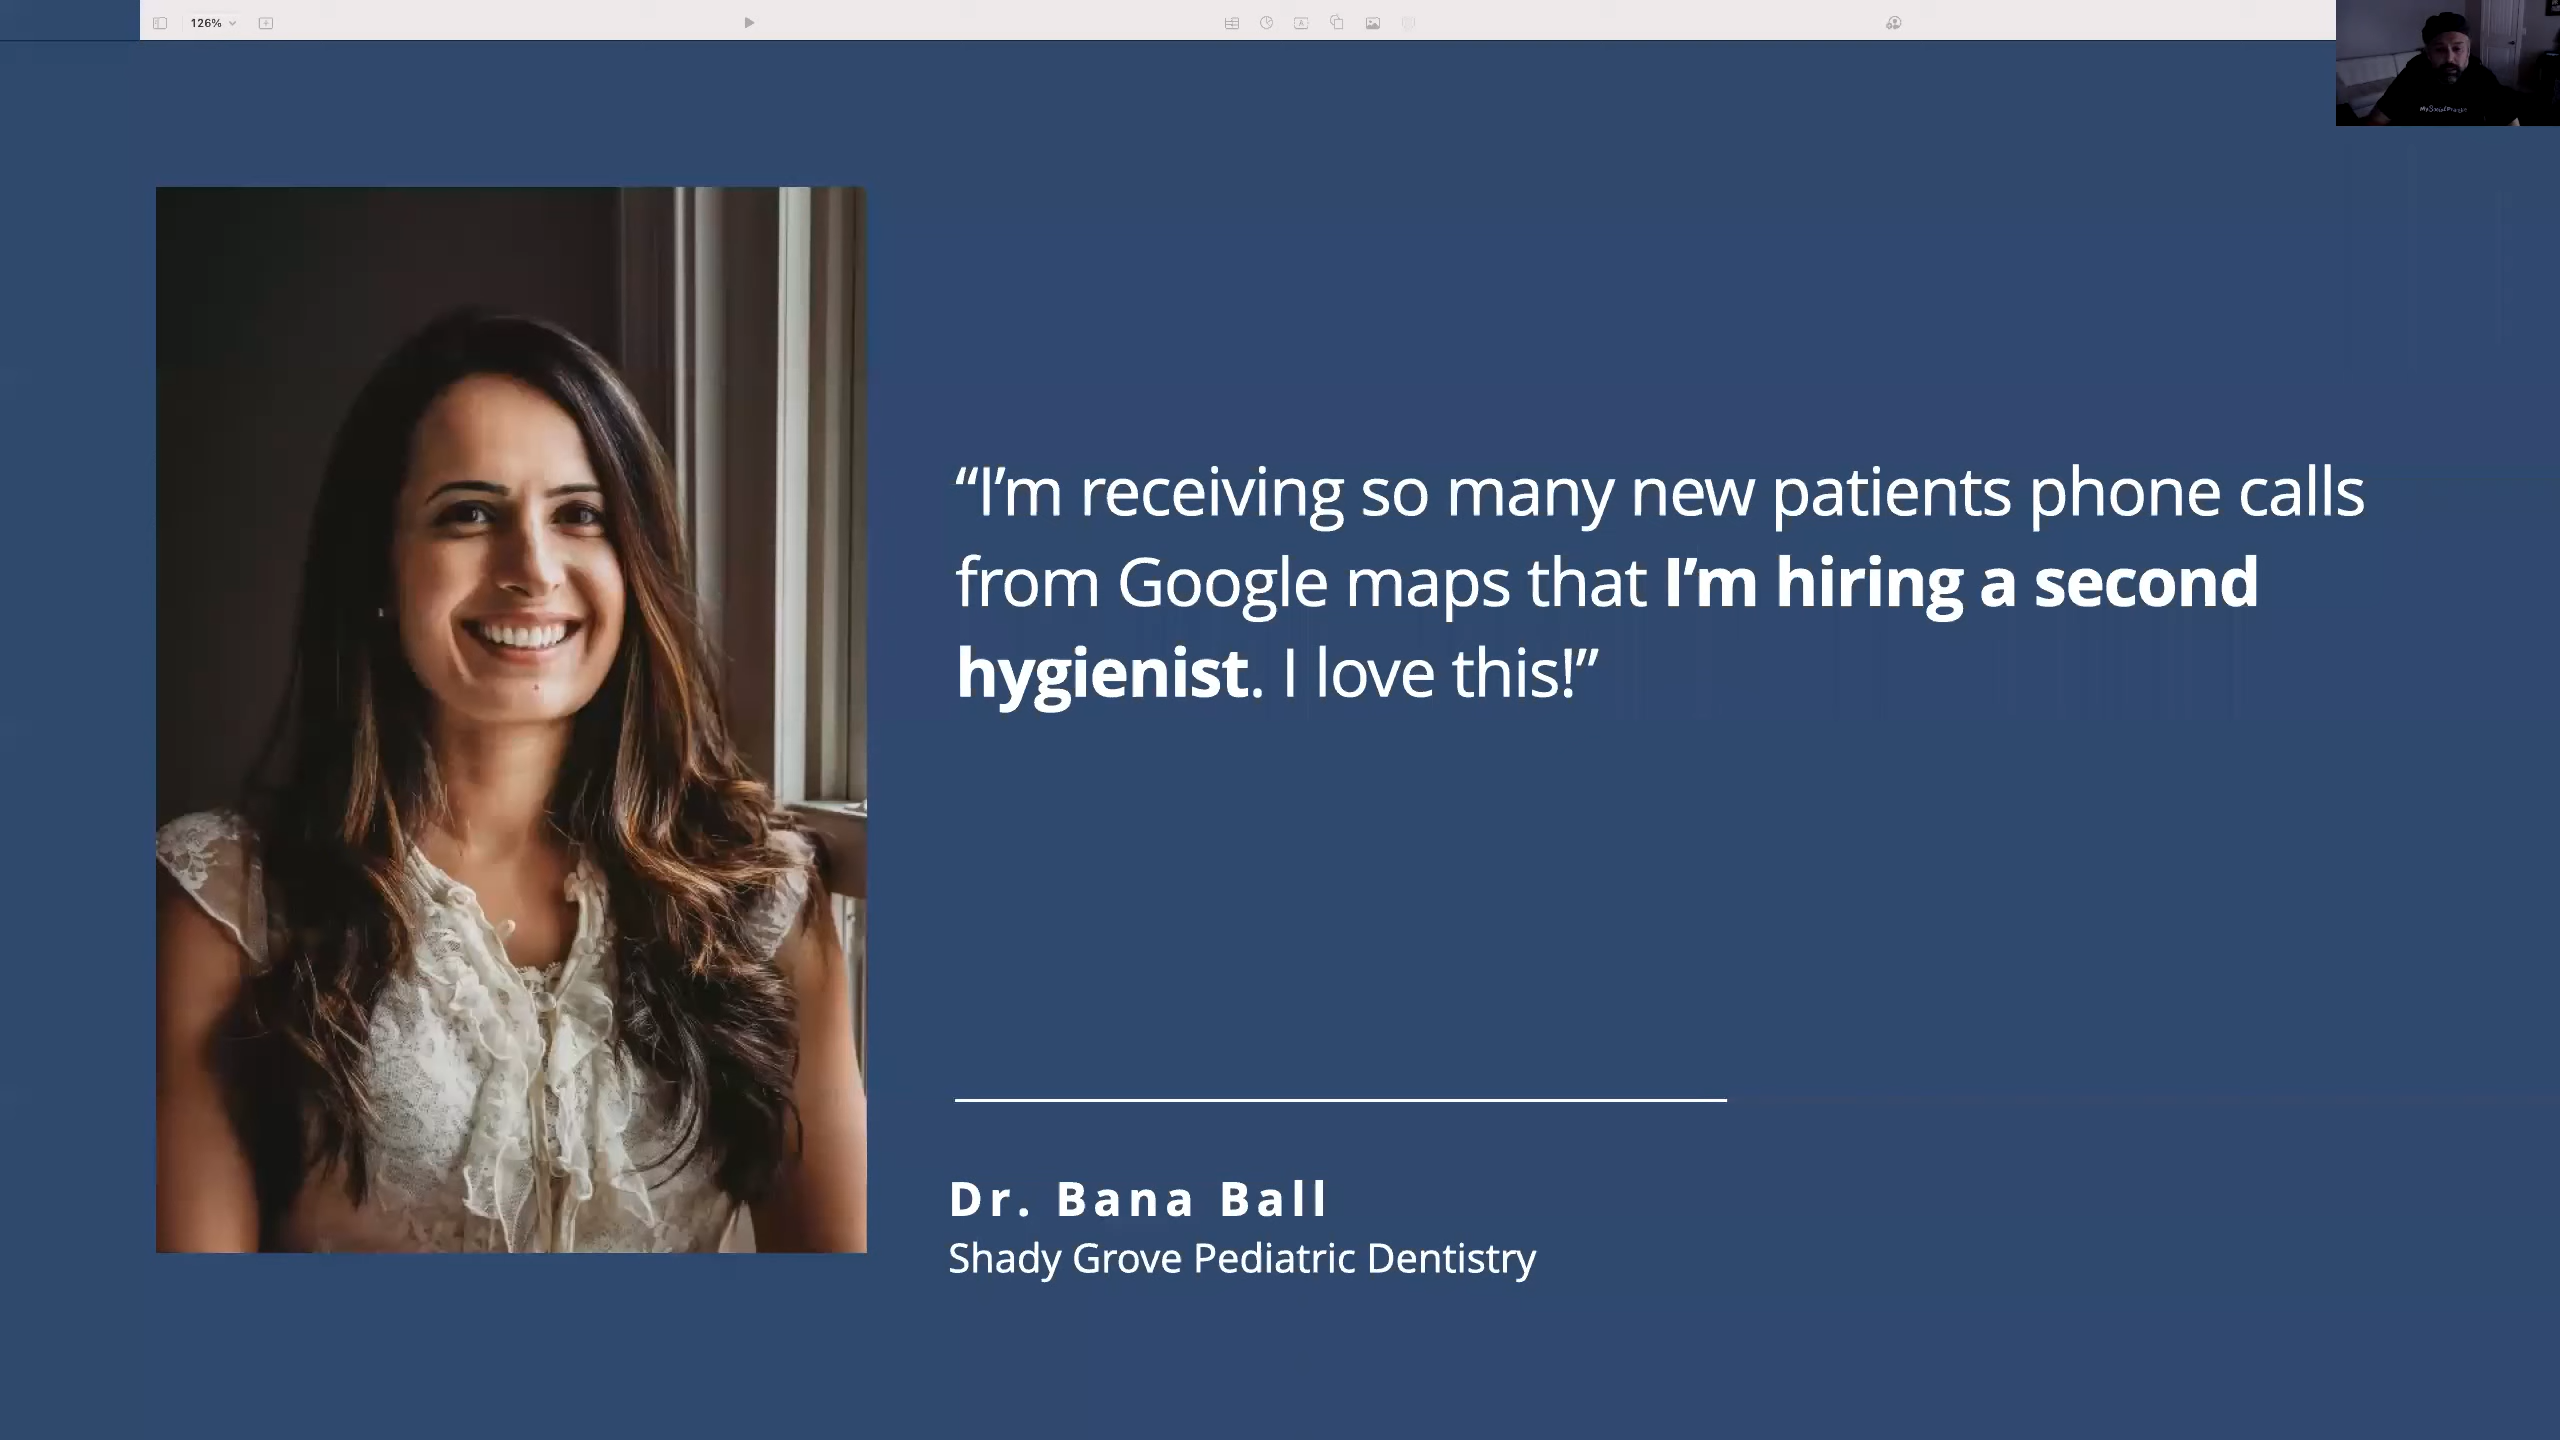 126%
“I’m receiving so many new patients phone calls
from Google maps that I’m hiring a second
hygienist. I love this!”
Dr. Bana Ball
Shady Grove Pediatric Dentistry